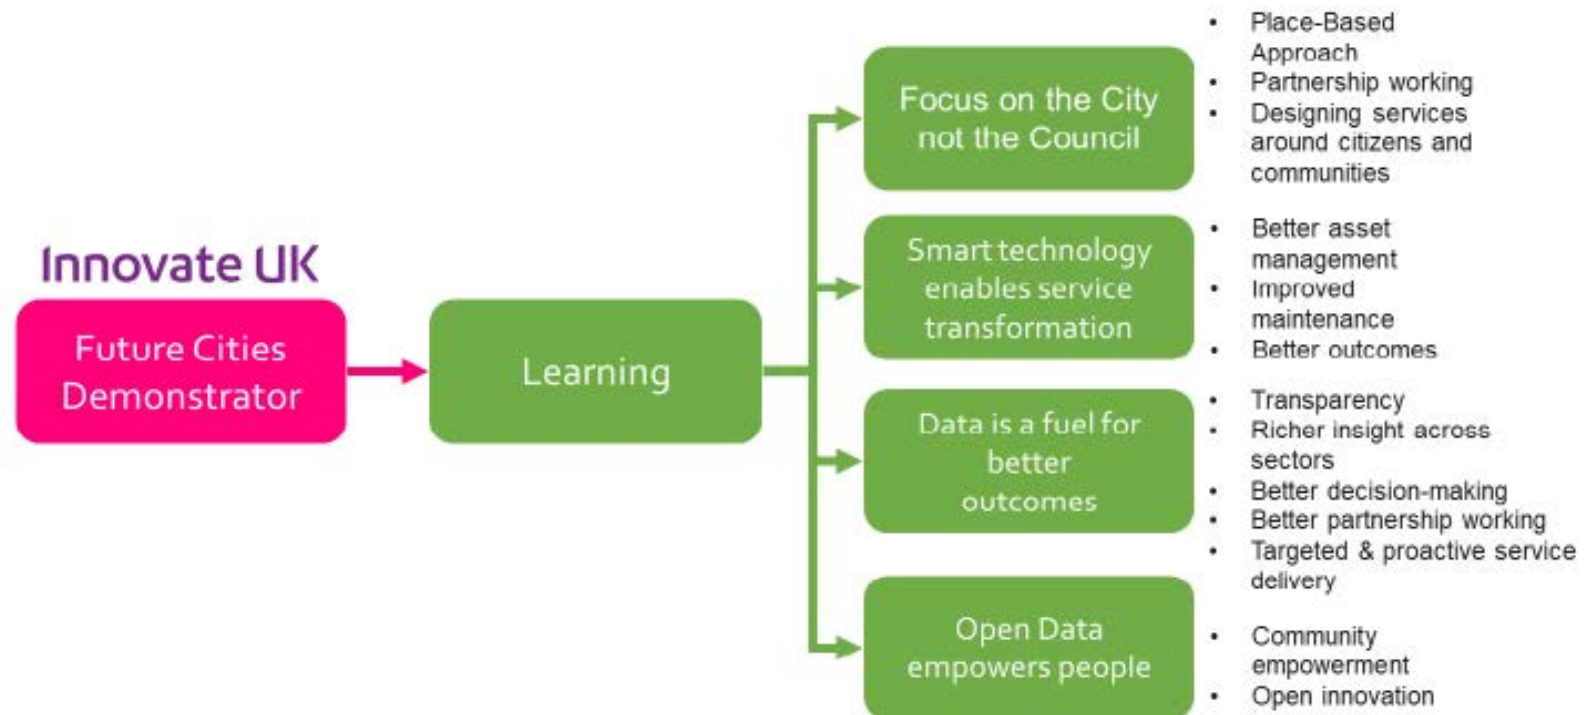 Innovate UK
Future Cities
Demonstrator
Learning
Focus on the City
not the Council
• Place-Based
Approach
• Partnership working
• Designing services
around citizens and
communities
Smart technology
enables service
transformation
• Better asset
management
• Improved
maintenance
• Better outcomes
Data is a fuel for
better
outcomes
• Transparency
• Richer insight across
sectors
• Better decision-making
• Better partnership working
• Targeted & proactive service
delivery
Open Data
empowers people
• Community
empowerment
• Open innovation